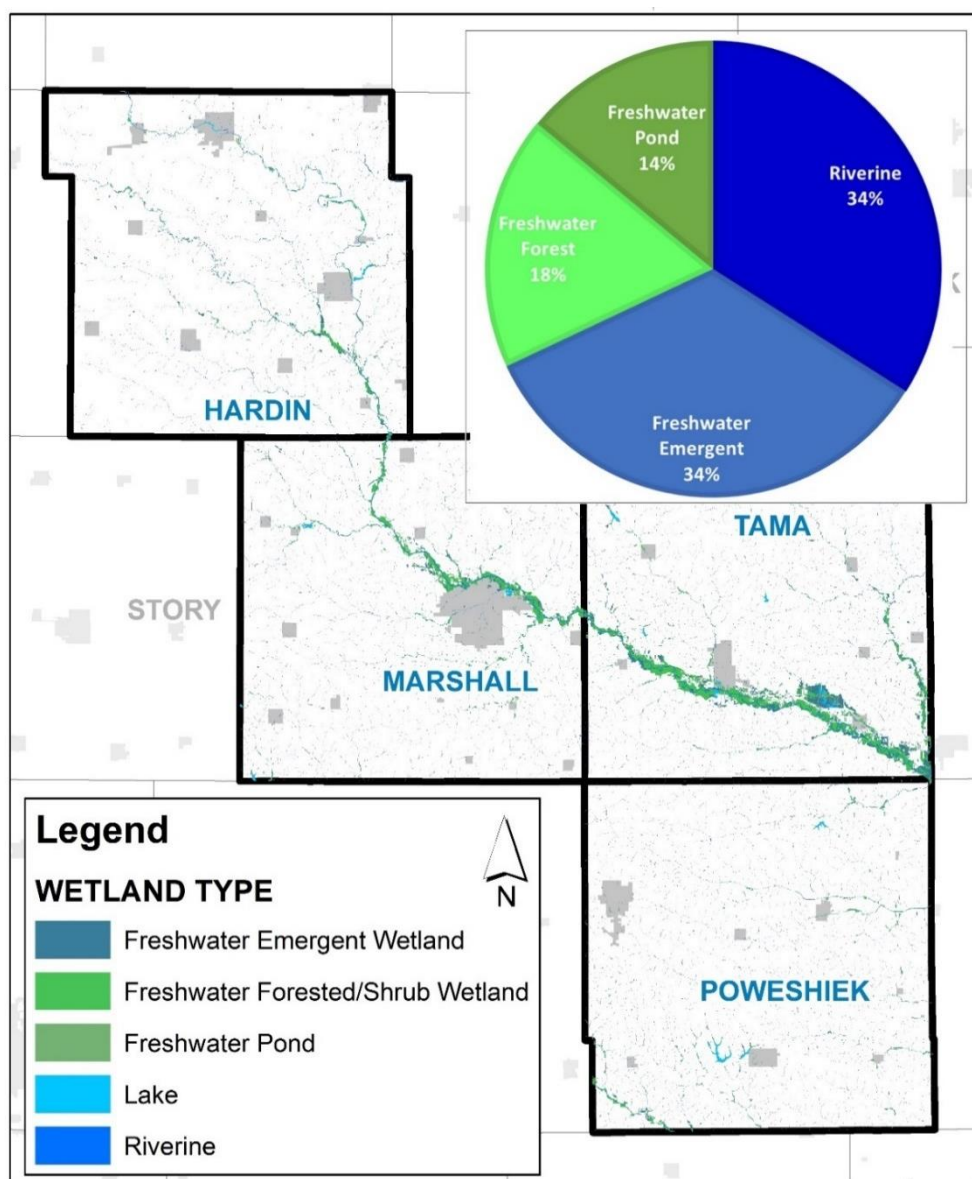 Freshwater
Pond
14%
Riverine
34%
Freshwater
Forest
18%
Freshwater
Emergent
34%
HARDIN
TAMA
STORY
MARSHALL
POWESHIEK
Legend
N
WETLAND TYPE
Freshwater Emergent Wetland
Freshwater Forested/Shrub Wetland
Freshwater Pond
Lake
Riverine